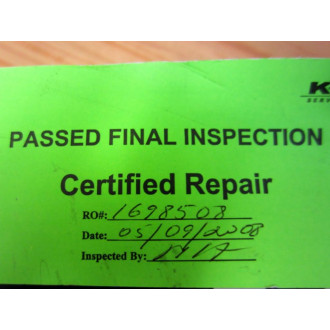 PASSED FINAL INSPECTION
Certified Repair
RO#: 1698508
Date: 05/09/2008
Inspected By: